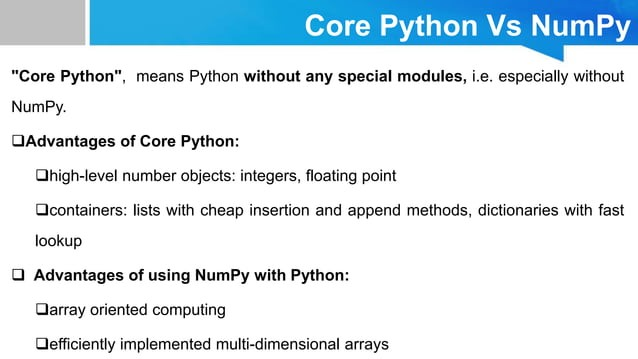 Core Python Vs NumPy
"Core Python", means Python without any special modules, i.e. especially without
NumPy.
❑Advantages of Core Python:
❑high-level number objects: integers, floating point
❑containers: lists with cheap insertion and append methods, dictionaries with fast
lookup
❑ Advantages of using NumPy with Python:
❑array oriented computing
❑efficiently implemented multi-dimensional arrays